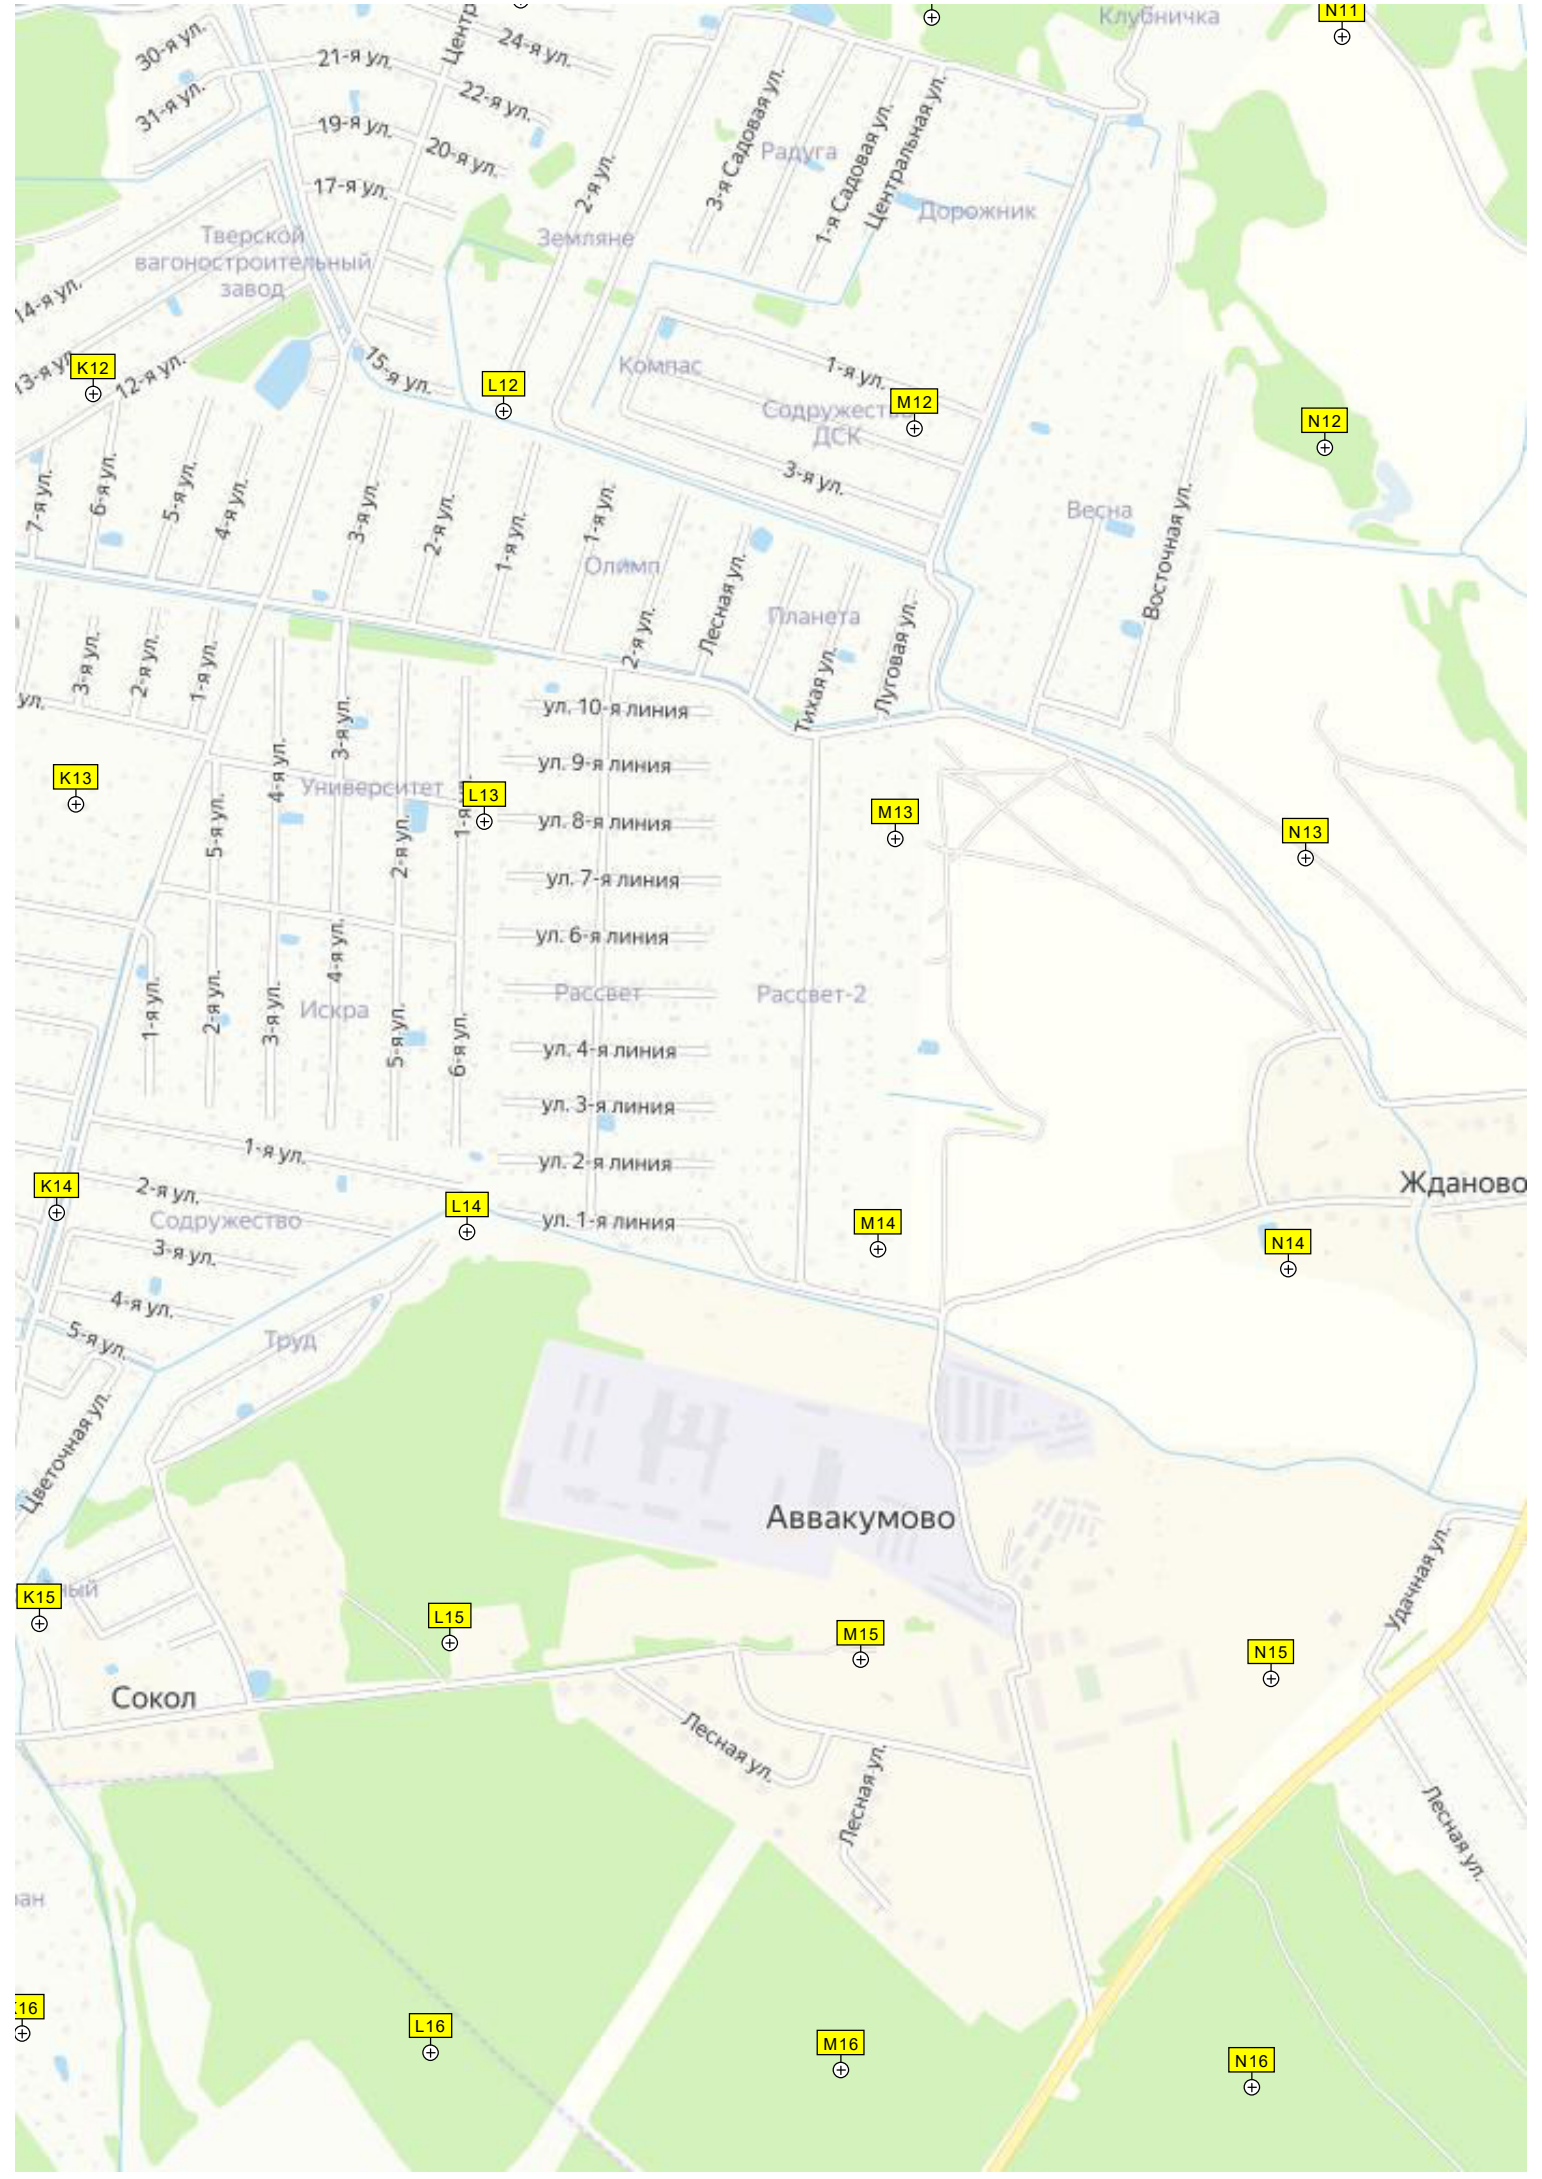 Клубничка
N11
30-я ул.
21-я ул.
Центр
24-я ул.
22-я ул.
31-я ул.
19-я ул.
20-я ул.
17-я ул.
2-я ул.
3-я Садовая ул.
Радуга
1-я Садовая ул.
Центральная ул.
Дорожник
Земляне
Тверской
вагоностроительный
завод
14-я ул.
13-я ул.
K12
12-я ул.
15-я ул.
L12
Компас
1-я ул.
M12
Содружество
ДСК
N12
3-я ул.
7-я ул.
6-я ул.
5-я ул.
4-я ул.
3-я ул.
2-я ул.
1-я ул.
1-я ул.
Олимп
Весна
Восточная ул.
2-я ул.
Лесная ул.
Планета
Тихая ул.
Луговая ул.
ул.
3-я ул.
2-я ул.
1-я ул.
ул. 10-я линия
ул. 9-я линия
K13
4-я ул.
3-я ул.
Университет
L13
1-я ул.
5-я ул.
2-я ул.
ул. 8-я линия
M13
N13
ул. 7-я линия
ул. 6-я линия
1-я ул.
2-я ул.
3-я ул.
4-я ул.
Искра
5-я ул.
6-я ул.
Рассвет
Рассвет-2
ул. 4-я линия
ул. 3-я линия
1-я ул.
ул. 2-я линия
K14
2-я ул.
Содружество
L14
ул. 1-я линия
M14
Жданово
N14
3-я ул.
4-я ул.
5-я ул.
Труд
Цветочная ул.
Аввакумово
Удачная ул.
K15
ный
L15
M15
N15
Сокол
Лесная ул.
Лесная ул.
Лесная ул.
ан
16
L16
M16
N16